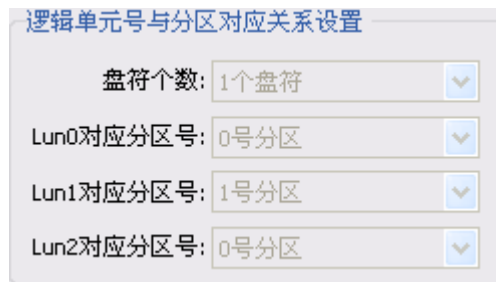 逻辑单元号与分区对应关系设置
盘符个数: 1个盘符
Lun0对应分区号: 0号分区
Lun1对应分区号: 1号分区
Lun2对应分区号: 0号分区